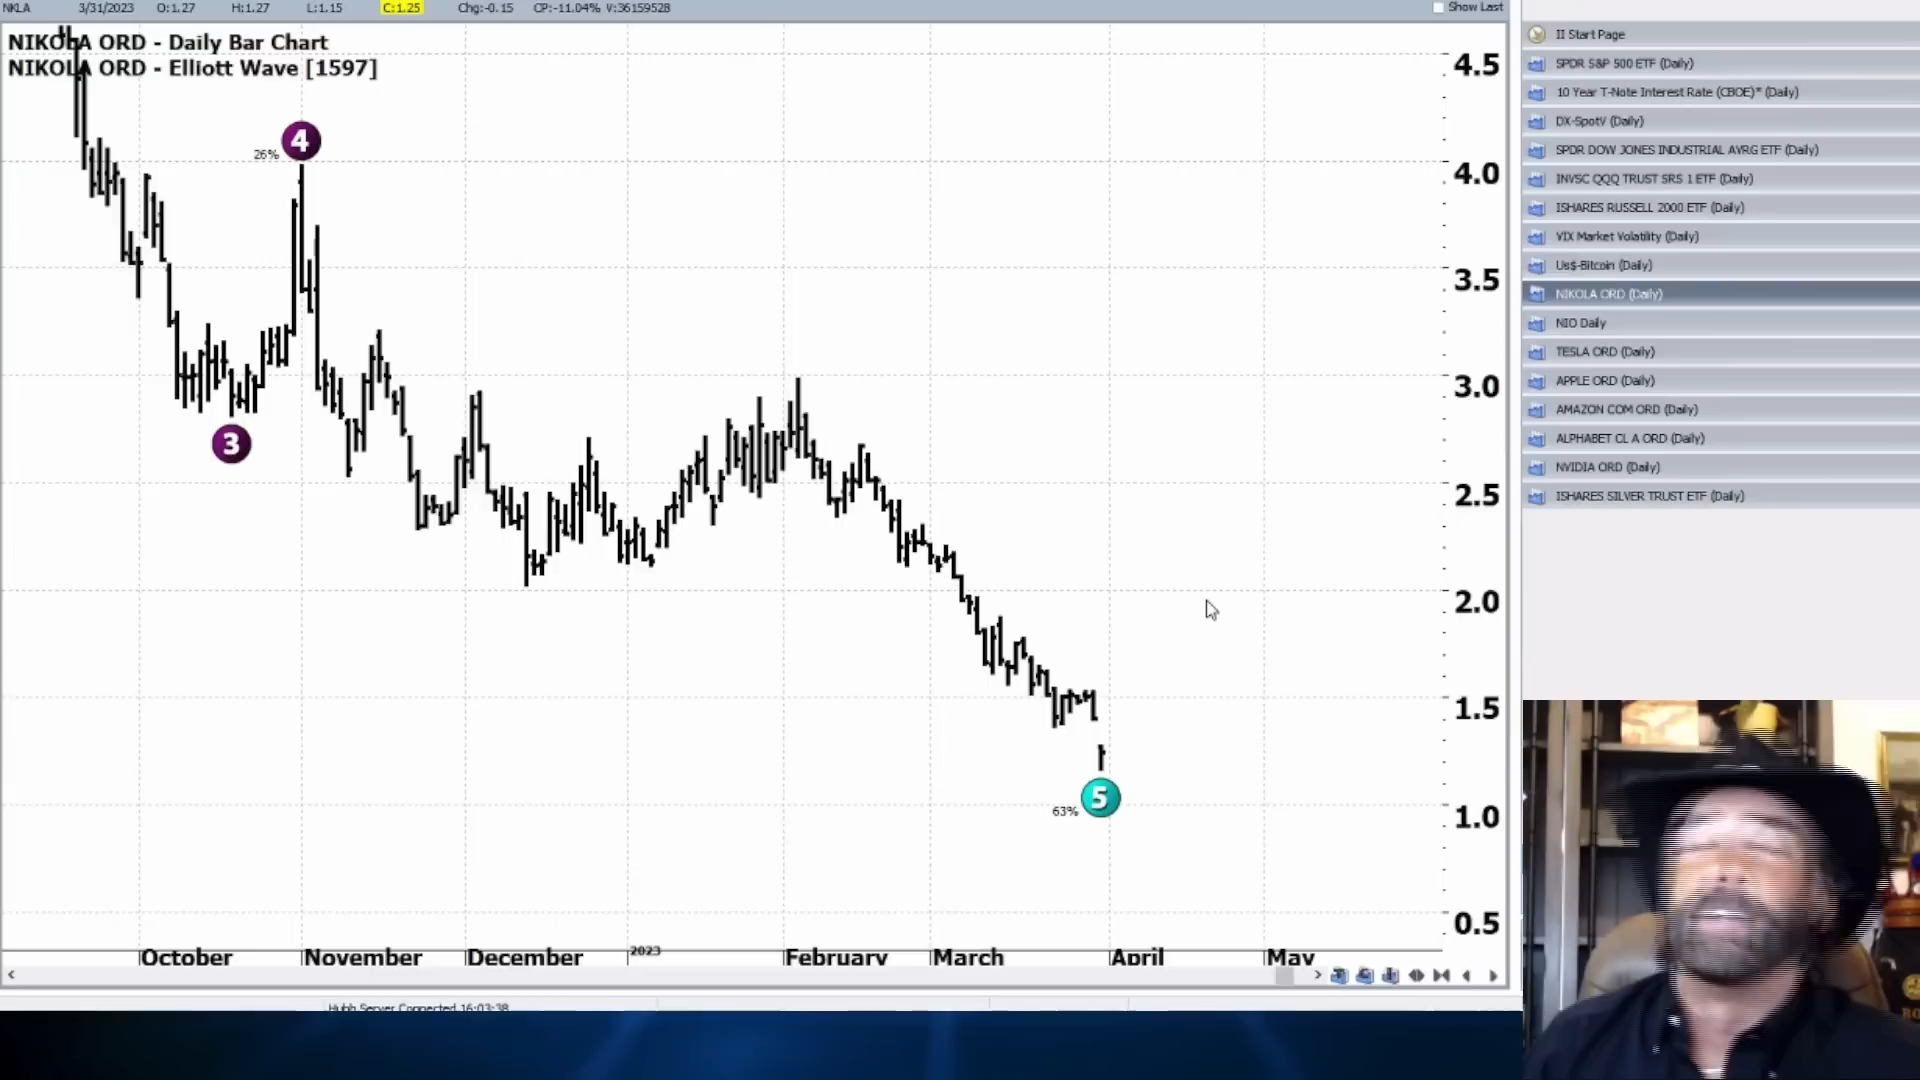 NKLA 3/31/2023 O:1.27 H:1.27 L:1.15 C:1.25 Chg:-0.15 CP:-11.04% V:36159528 Show Last
NIKOLA ORD - Daily Bar Chart
NIKOLA ORD - Elliott Wave [1597]
4
26%
3
5
63%
4.5
4.0
3.5
3.0
2.5
2.0
1.5
1.0
0.5
October November December 2023 February March April May
Hubb Server Connected 16:03:38
II Start Page
SPDR S&P 500 ETF (Daily)
10 Year T-Note Interest Rate (CBOE)* (Daily)
DX-SpotV (Daily)
SPDR DOW JONES INDUSTRIAL AVRG ETF (Daily)
INVSC QQQ TRUST SRS 1 ETF (Daily)
ISHARES RUSSELL 2000 ETF (Daily)
VIX Market Volatility (Daily)
Us$-Bitcoin (Daily)
NIKOLA ORD (Daily)
NIO Daily
TESLA ORD (Daily)
APPLE ORD (Daily)
AMAZON COM ORD (Daily)
ALPHABET CL A ORD (Daily)
NVIDIA ORD (Daily)
ISHARES SILVER TRUST ETF (Daily)